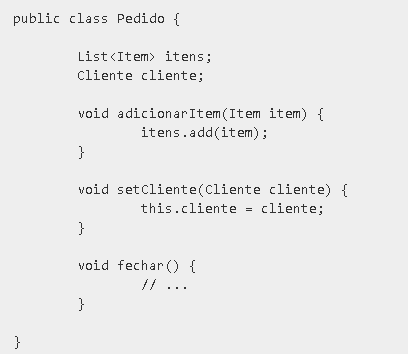 public class Pedido {
List<Item> itens;
Cliente cliente;
void adicionarItem(Item item) {
itens.add(item);
}
void setCliente(Cliente cliente) {
this.cliente = cliente;
}
void fechar() {
// ...
}
}